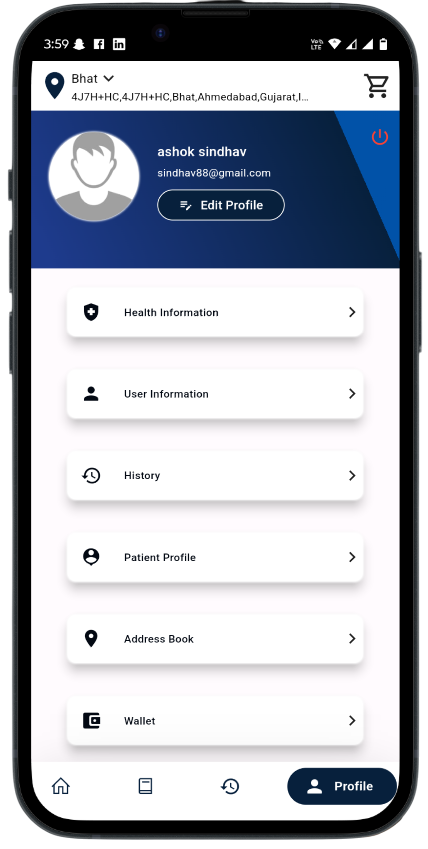 3:59
VoD LTE
Bhat
4J7H+HC,4J7H+HC,Bhat,Ahmedabad,Gujarat,I...
ashok sindhav
sindhav88@gmail.com
Edit Profile
Health Information
User Information
History
Patient Profile
Address Book
Wallet
Profile